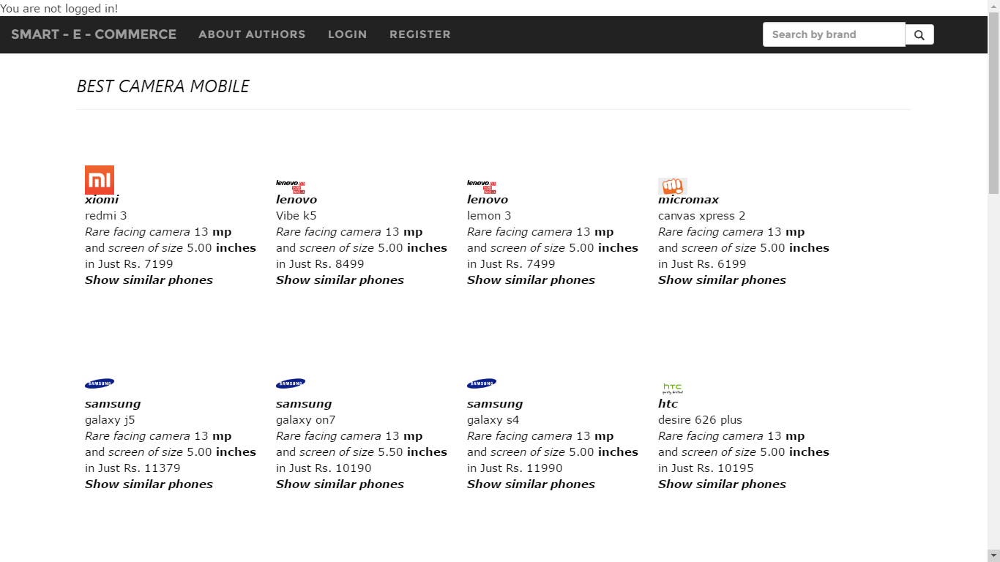 You are not logged in!
SMART - E - COMMERCE ABOUT AUTHORS LOGIN REGISTER Search by brand
BEST CAMERA MOBILE
mi
xiomi
redmi 3
Rare facing camera 13 mp
and screen of size 5.00 inches
in Just Rs. 7199
Show similar phones
lenovo
lenovo
Vibe k5
Rare facing camera 13 mp
and screen of size 5.00 inches
in Just Rs. 8499
Show similar phones
lenovo
lenovo
lemon 3
Rare facing camera 13 mp
and screen of size 5.00 inches
in Just Rs. 7499
Show similar phones
m!
micromax
canvas xpress 2
Rare facing camera 13 mp
and screen of size 5.00 inches
in Just Rs. 6199
Show similar phones
SAMSUNG
samsung
galaxy j5
Rare facing camera 13 mp
and screen of size 5.00 inches
in Just Rs. 11379
Show similar phones
SAMSUNG
samsung
galaxy on7
Rare facing camera 13 mp
and screen of size 5.50 inches
in Just Rs. 10190
Show similar phones
SAMSUNG
samsung
galaxy s4
Rare facing camera 13 mp
and screen of size 5.00 inches
in Just Rs. 11990
Show similar phones
hTC
htc
desire 626 plus
Rare facing camera 13 mp
and screen of size 5.00 inches
in Just Rs. 10195
Show similar phones